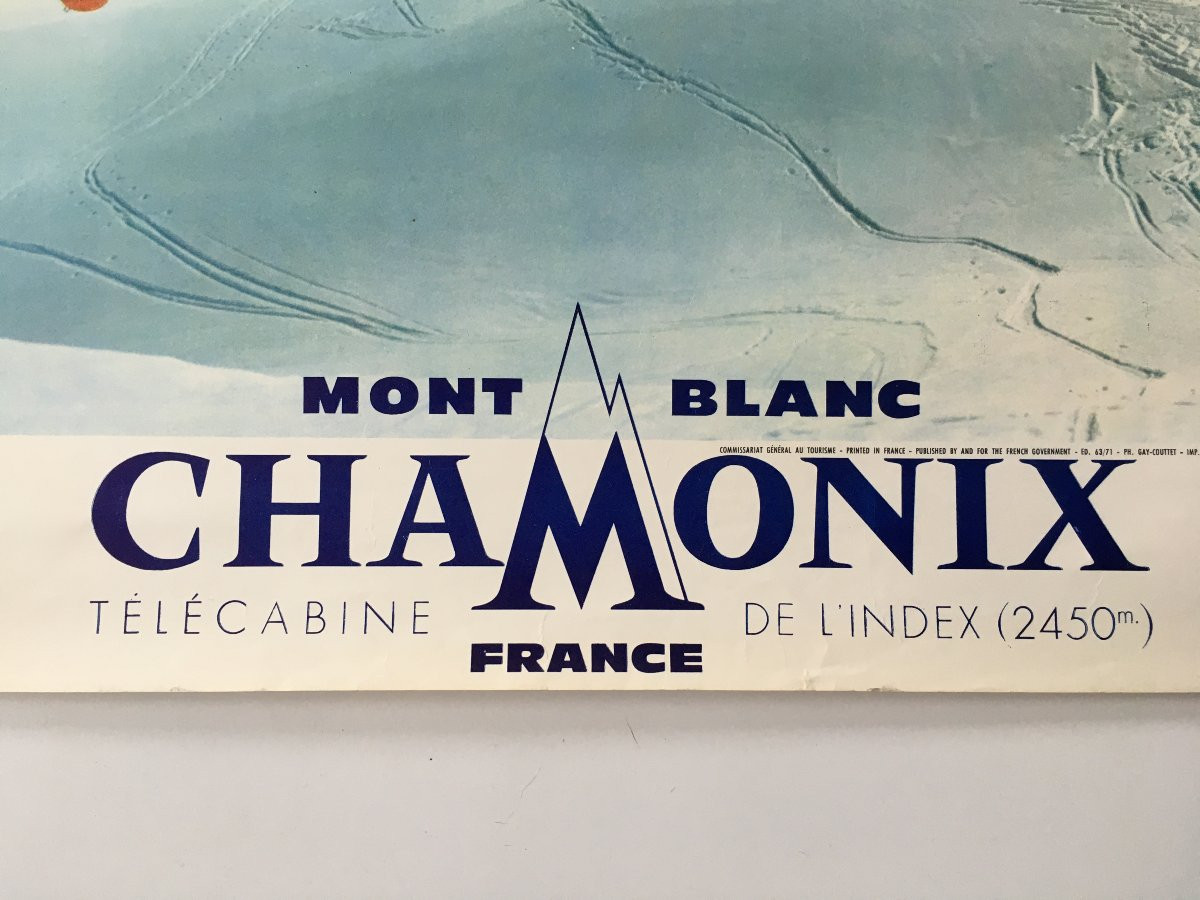 MONT BLANC
COMMISSARIAT GÉNÉRAL AU TOURISME - PRINTED IN FRANCE - PUBLISHED BY AND FOR THE FRENCH GOVERNMENT - ED. 63/71 - PH. GAY-COUTTET - IMP.
CHAMONIX
TÉLÉCABINE DE L'INDEX (2450m.)
FRANCE